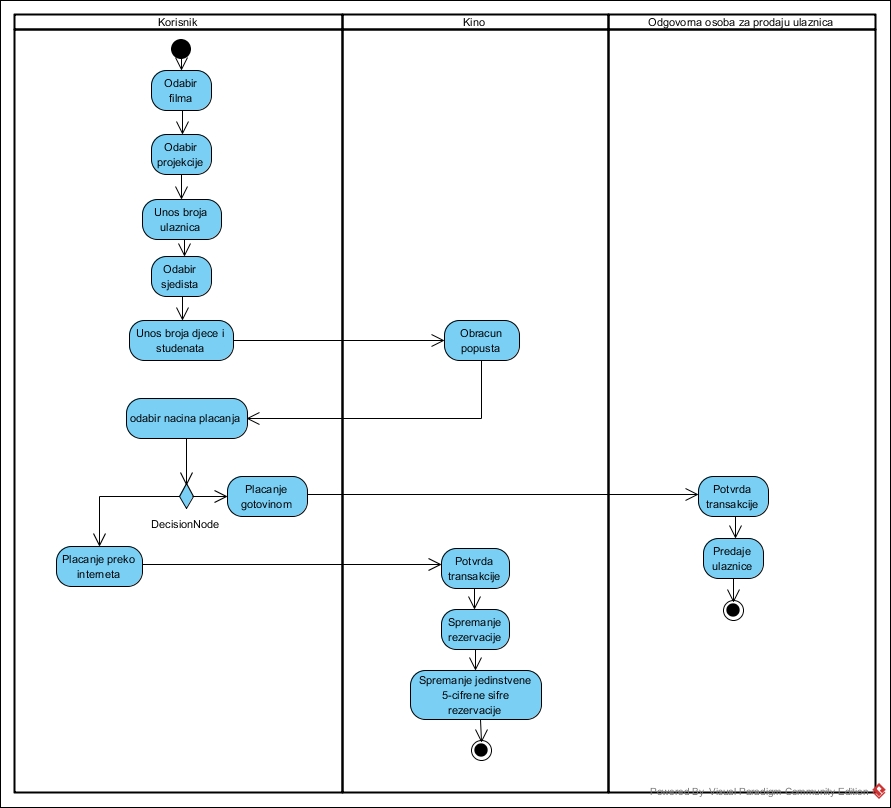 Korisnik
Kino
Odgovorna osoba za prodaju ulaznica
Odabir
filma
Odabir
projekcije
Unos broja
ulaznica
Odabir
sjedista
Unos broja djece i
studenata
Obracun
popusta
odabir nacina placanja
DecisionNode
Placanje
gotovinom
Potvrda
transakcije
Predaje
ulaznice
Placanje preko
interneta
Potvrda
transakcije
Spremanje
rezervacije
Spremanje jedinstvene
5-cifrene sifre
rezervacije
Powered By Visual Paradigm Community Edition